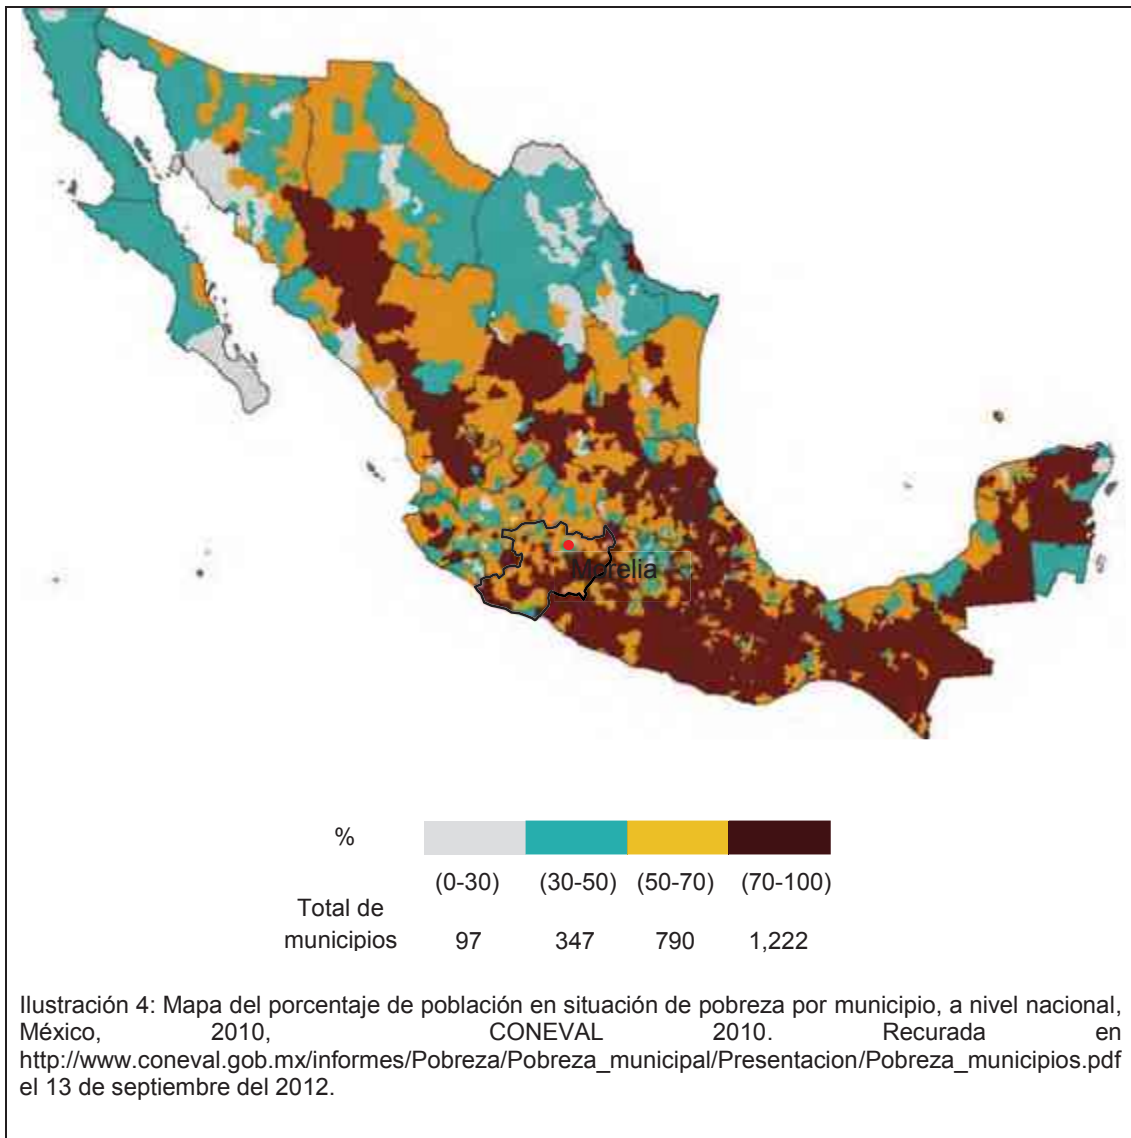 Morelia
%
(0-30) (30-50) (50-70) (70-100)
Total de
municipios 97 347 790 1,222
Ilustración 4: Mapa del porcentaje de población en situación de pobreza por municipio, a nivel nacional,
México, 2010, CONEVAL 2010. Recurada en
http://www.coneval.gob.mx/informes/Pobreza/Pobreza_municipal/Presentacion/Pobreza_municipios.pdf
el 13 de septiembre del 2012.